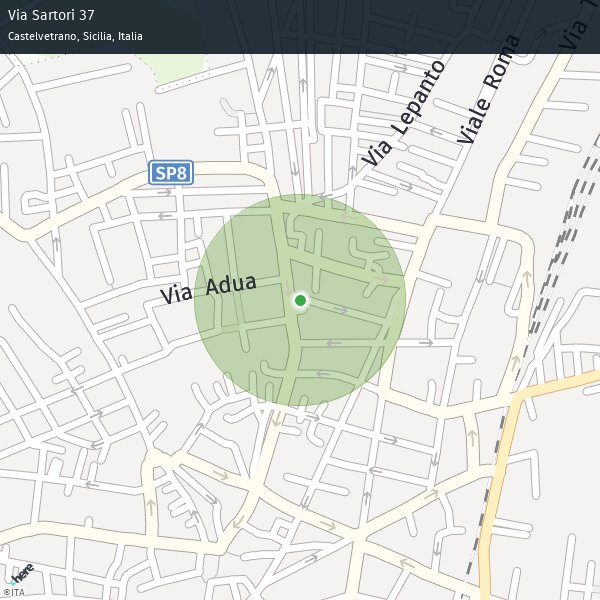 Via Sartori 37
Castelvetrano, Sicilia, Italia
Via
Via Lepanto
Viale Roma
SP8
Via Adua
here
©ITA